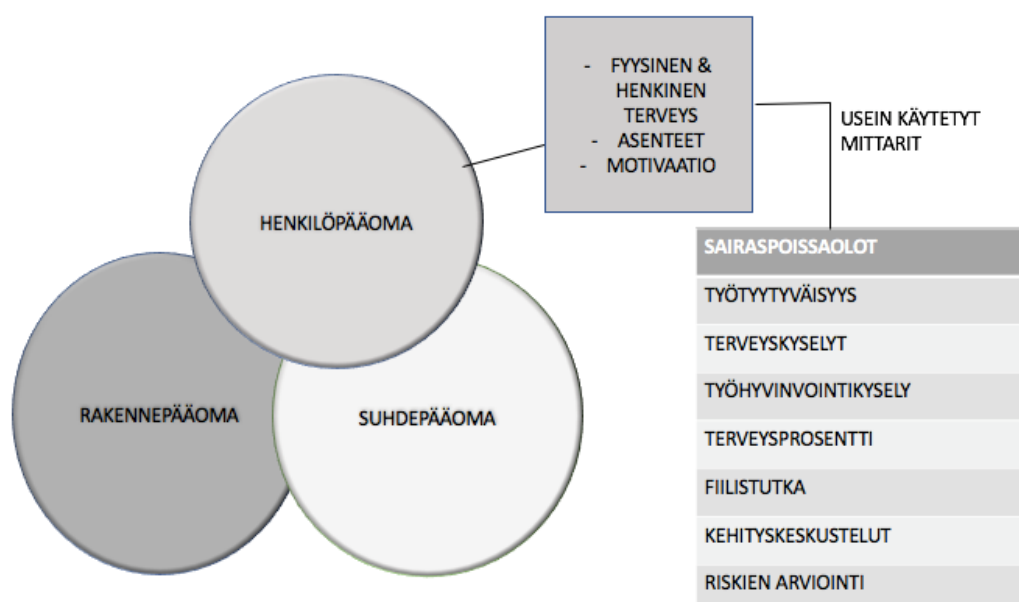 - FYYSINEN &
HENKINEN
TERVEYS
- ASENTEET
- MOTIVAATIO
USEIN KÄYTETYT
MITTARIT
HENKILÖPÄÄOMA
RAKENNEPÄÄOMA
SUHDEPÄÄOMA
SAIRASPOISSAOLOT
TYÖTYYTYVÄISYYS
TERVEYSKYSELYT
TYÖHYVINVOINTIKYSELY
TERVEYSPROSENTTI
FIILISTUTKA
KEHITYSKESKUSTELUT
RISKIEN ARVIOINTI